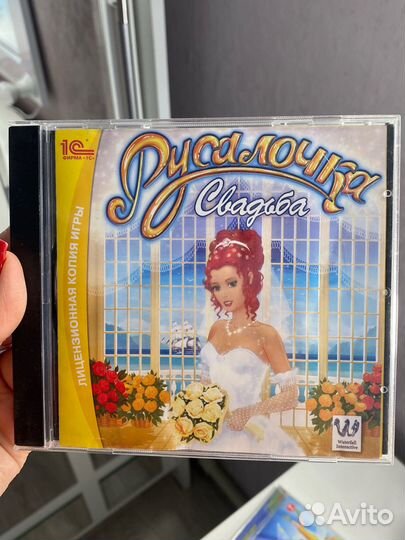 1С
ФИРМА «1С»
Русалочка
Свадьба
ЛИЦЕНЗИОННАЯ КОПИЯ ИГРЫ
Waterfall
Interactive
Avito